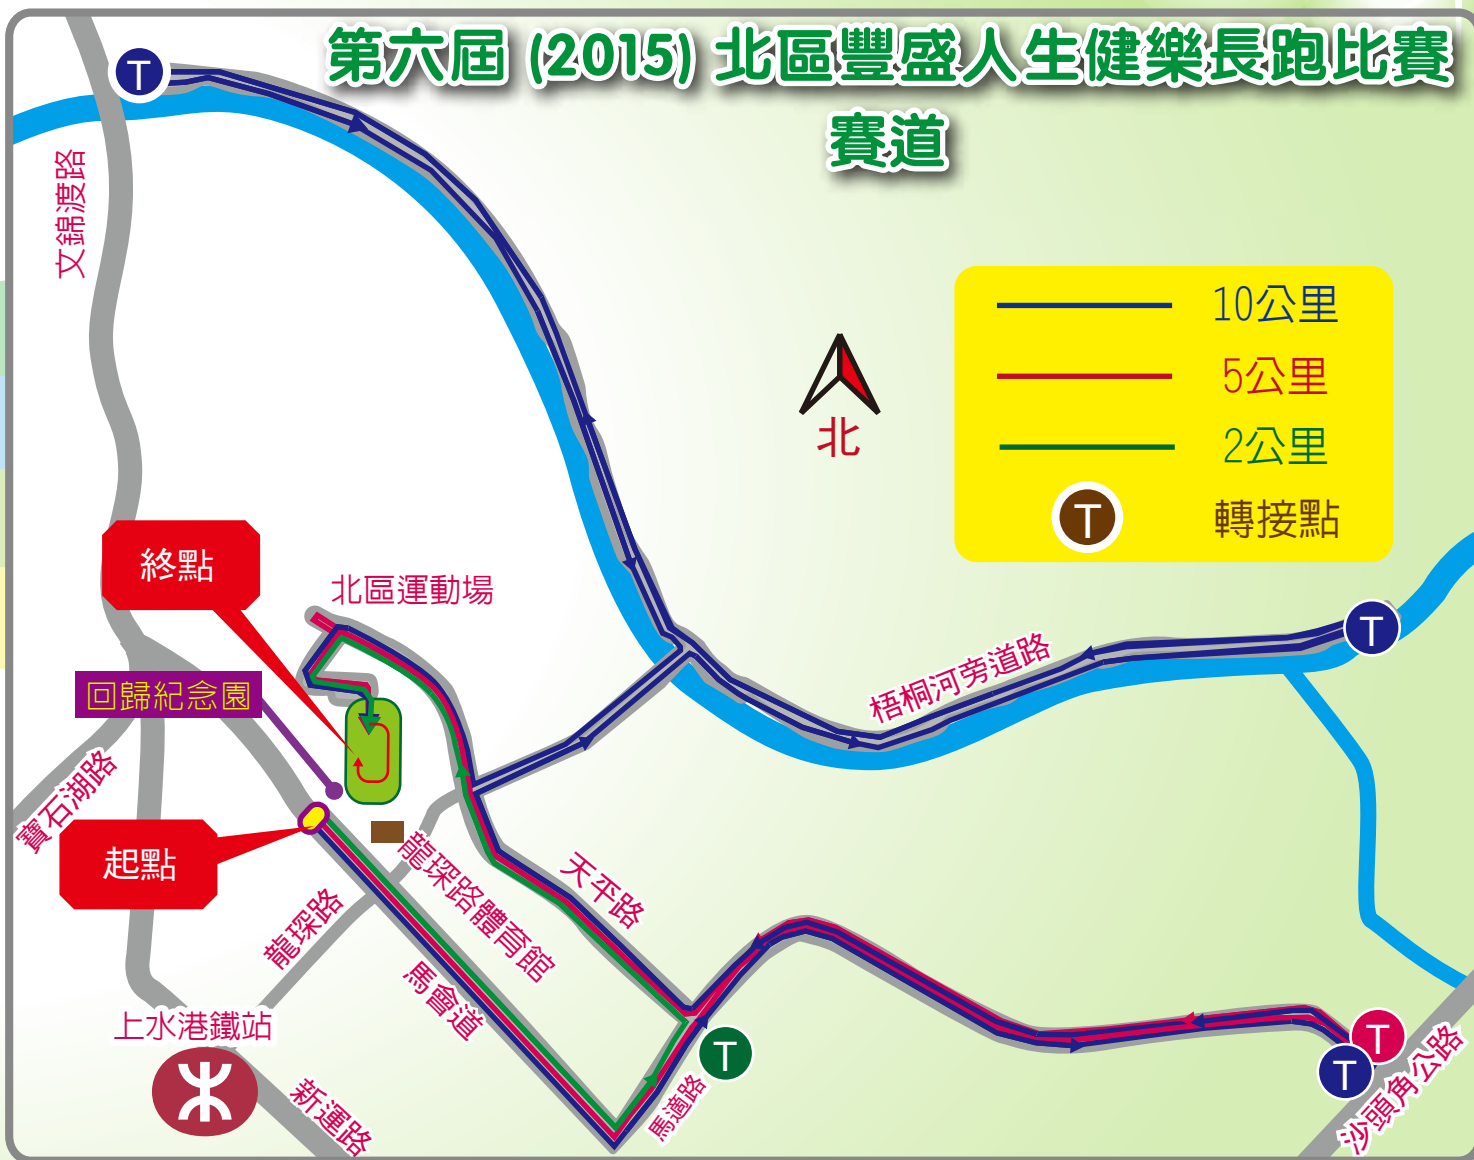 第六屆 (2015) 北區豐盛人生健樂長跑比賽
賽道
T
文錦渡路
10公里
5公里
2公里
T 轉接點
北
終點
北區運動場
T
梧桐河旁道路
回歸紀念園
寶石湖路
起點
龍琛路體育館
天平路
龍琛路
馬會道
上水港鐵站
T
T
T
馬適路
新運路
沙頭角公路